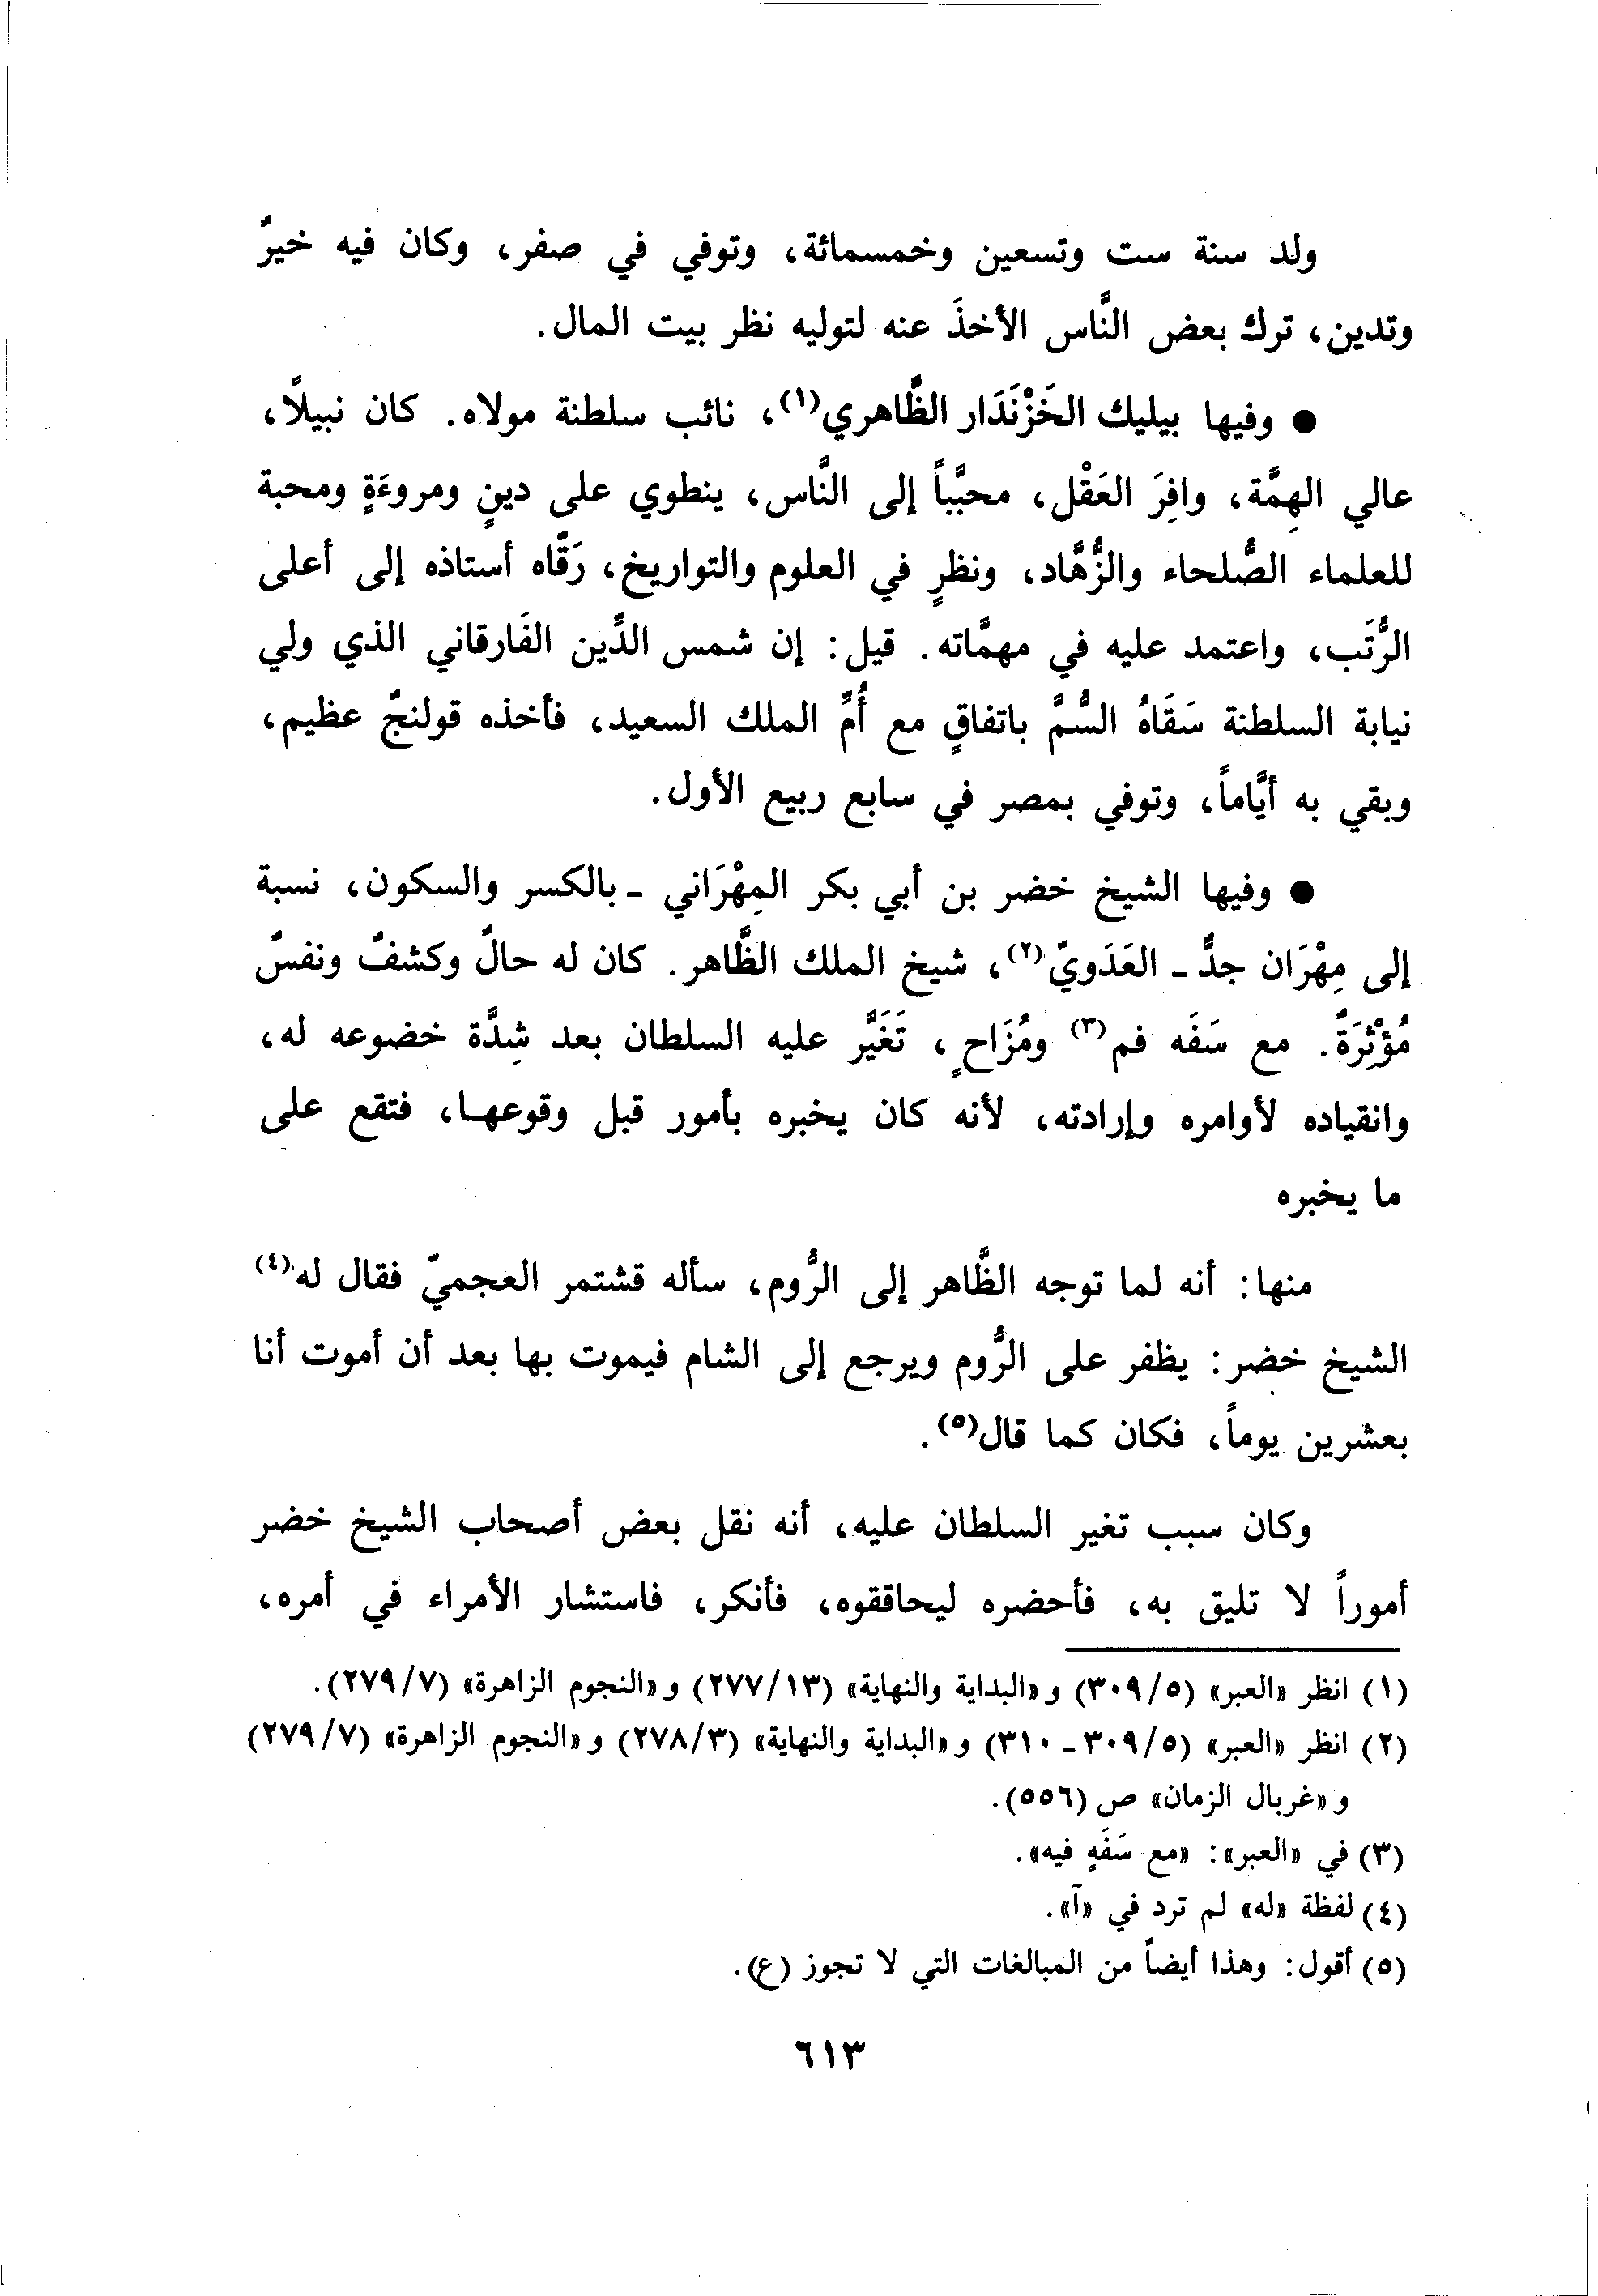 ولد سنة ست وتسعين وخمسمائة، وتوفي في صفر، وكان فيه خيرٌ
وتدين، ترك بعض النَّاس الأخذَ عنه لتوليه نظر بيت المال.
● وفيها بيليك الخَزْنَدَار الظَّاهري(١)، نائب سلطنة مولاه. كان نبيلاً،
عالي الهِمَّة، وافِرَ العَقْل، محبَّباً إلى النَّاس، ينطوي على دينٍ ومروءَةٍ ومحبة
للعلماء الصُّلحاء والزُّهَّاد، ونظرٍ في العلوم والتواريخ، رَقَّاه أستاذه إلى أعلى
الرُّتَب، واعتمد عليه في مهمَّاته. قيل: إن شمس الدِّين الفَارقاني الذي ولي
نيابة السلطنة سَقَاهُ السُّمَّ باتفاقٍ مع أُمِّ الملك السعيد، فأخذه قولنجٌ عظيم،
وبقي به أيَّاماً، وتوفي بمصر في سابع ربيع الأول.
● وفيها الشيخ خضر بن أبي بكر المِهْرَاني ـ بالكسر والسكون، نسبة
إلى مِهْرَان جدَّ ـ العَدَويّ(٢)، شيخ الملك الظَّاهر. كان له حالٌ وكشفٌ ونفسٌ
مُؤْثِرَةٌ. مع سَفَه فم(٣) ومُزَاحٍ، تَغَيَّر عليه السلطان بعد شِدَّة خضوعه له،
وانقياده لأوامره وإرادته، لأنه كان يخبره بأمور قبل وقوعها، فتقع على
ما يخبره
منها: أنه لما توجه الظَّاهر إلى الرُّوم، سأله قشتمر العجميّ فقال له(٤)
الشيخ خضر: يظفر على الرُّوم ويرجع إلى الشام فيموت بها بعد أن أموت أنا
بعشرين يوماً، فكان كما قال(٥).
وكان سبب تغير السلطان عليه، أنه نقل بعض أصحاب الشيخ خضر
أموراً لا تليق به، فأحضره ليحاققوه، فأنكر، فاستشار الأمراء في أمره،
(١) انظر «العبر» (٣٠٩/٥) و «البداية والنهاية» (٢٧٧/١٣) و «النجوم الزاهرة» (٢٧٩/٧).
(٢) انظر «العبر» (٣٠٩/٥ ـ ٣١٠) و «البداية والنهاية» (٢٧٨/٣) و «النجوم الزاهرة» (٢٧٩/٧)
و «غربال الزمان» ص (٥٥٦).
(٣) في «العبر»: «مع سَفَهٍ فيه».
(٤) لفظة «له» لم ترد في «آ».
(٥) أقول: وهذا أيضاً من المبالغات التي لا تجوز (ع).
٦١٣